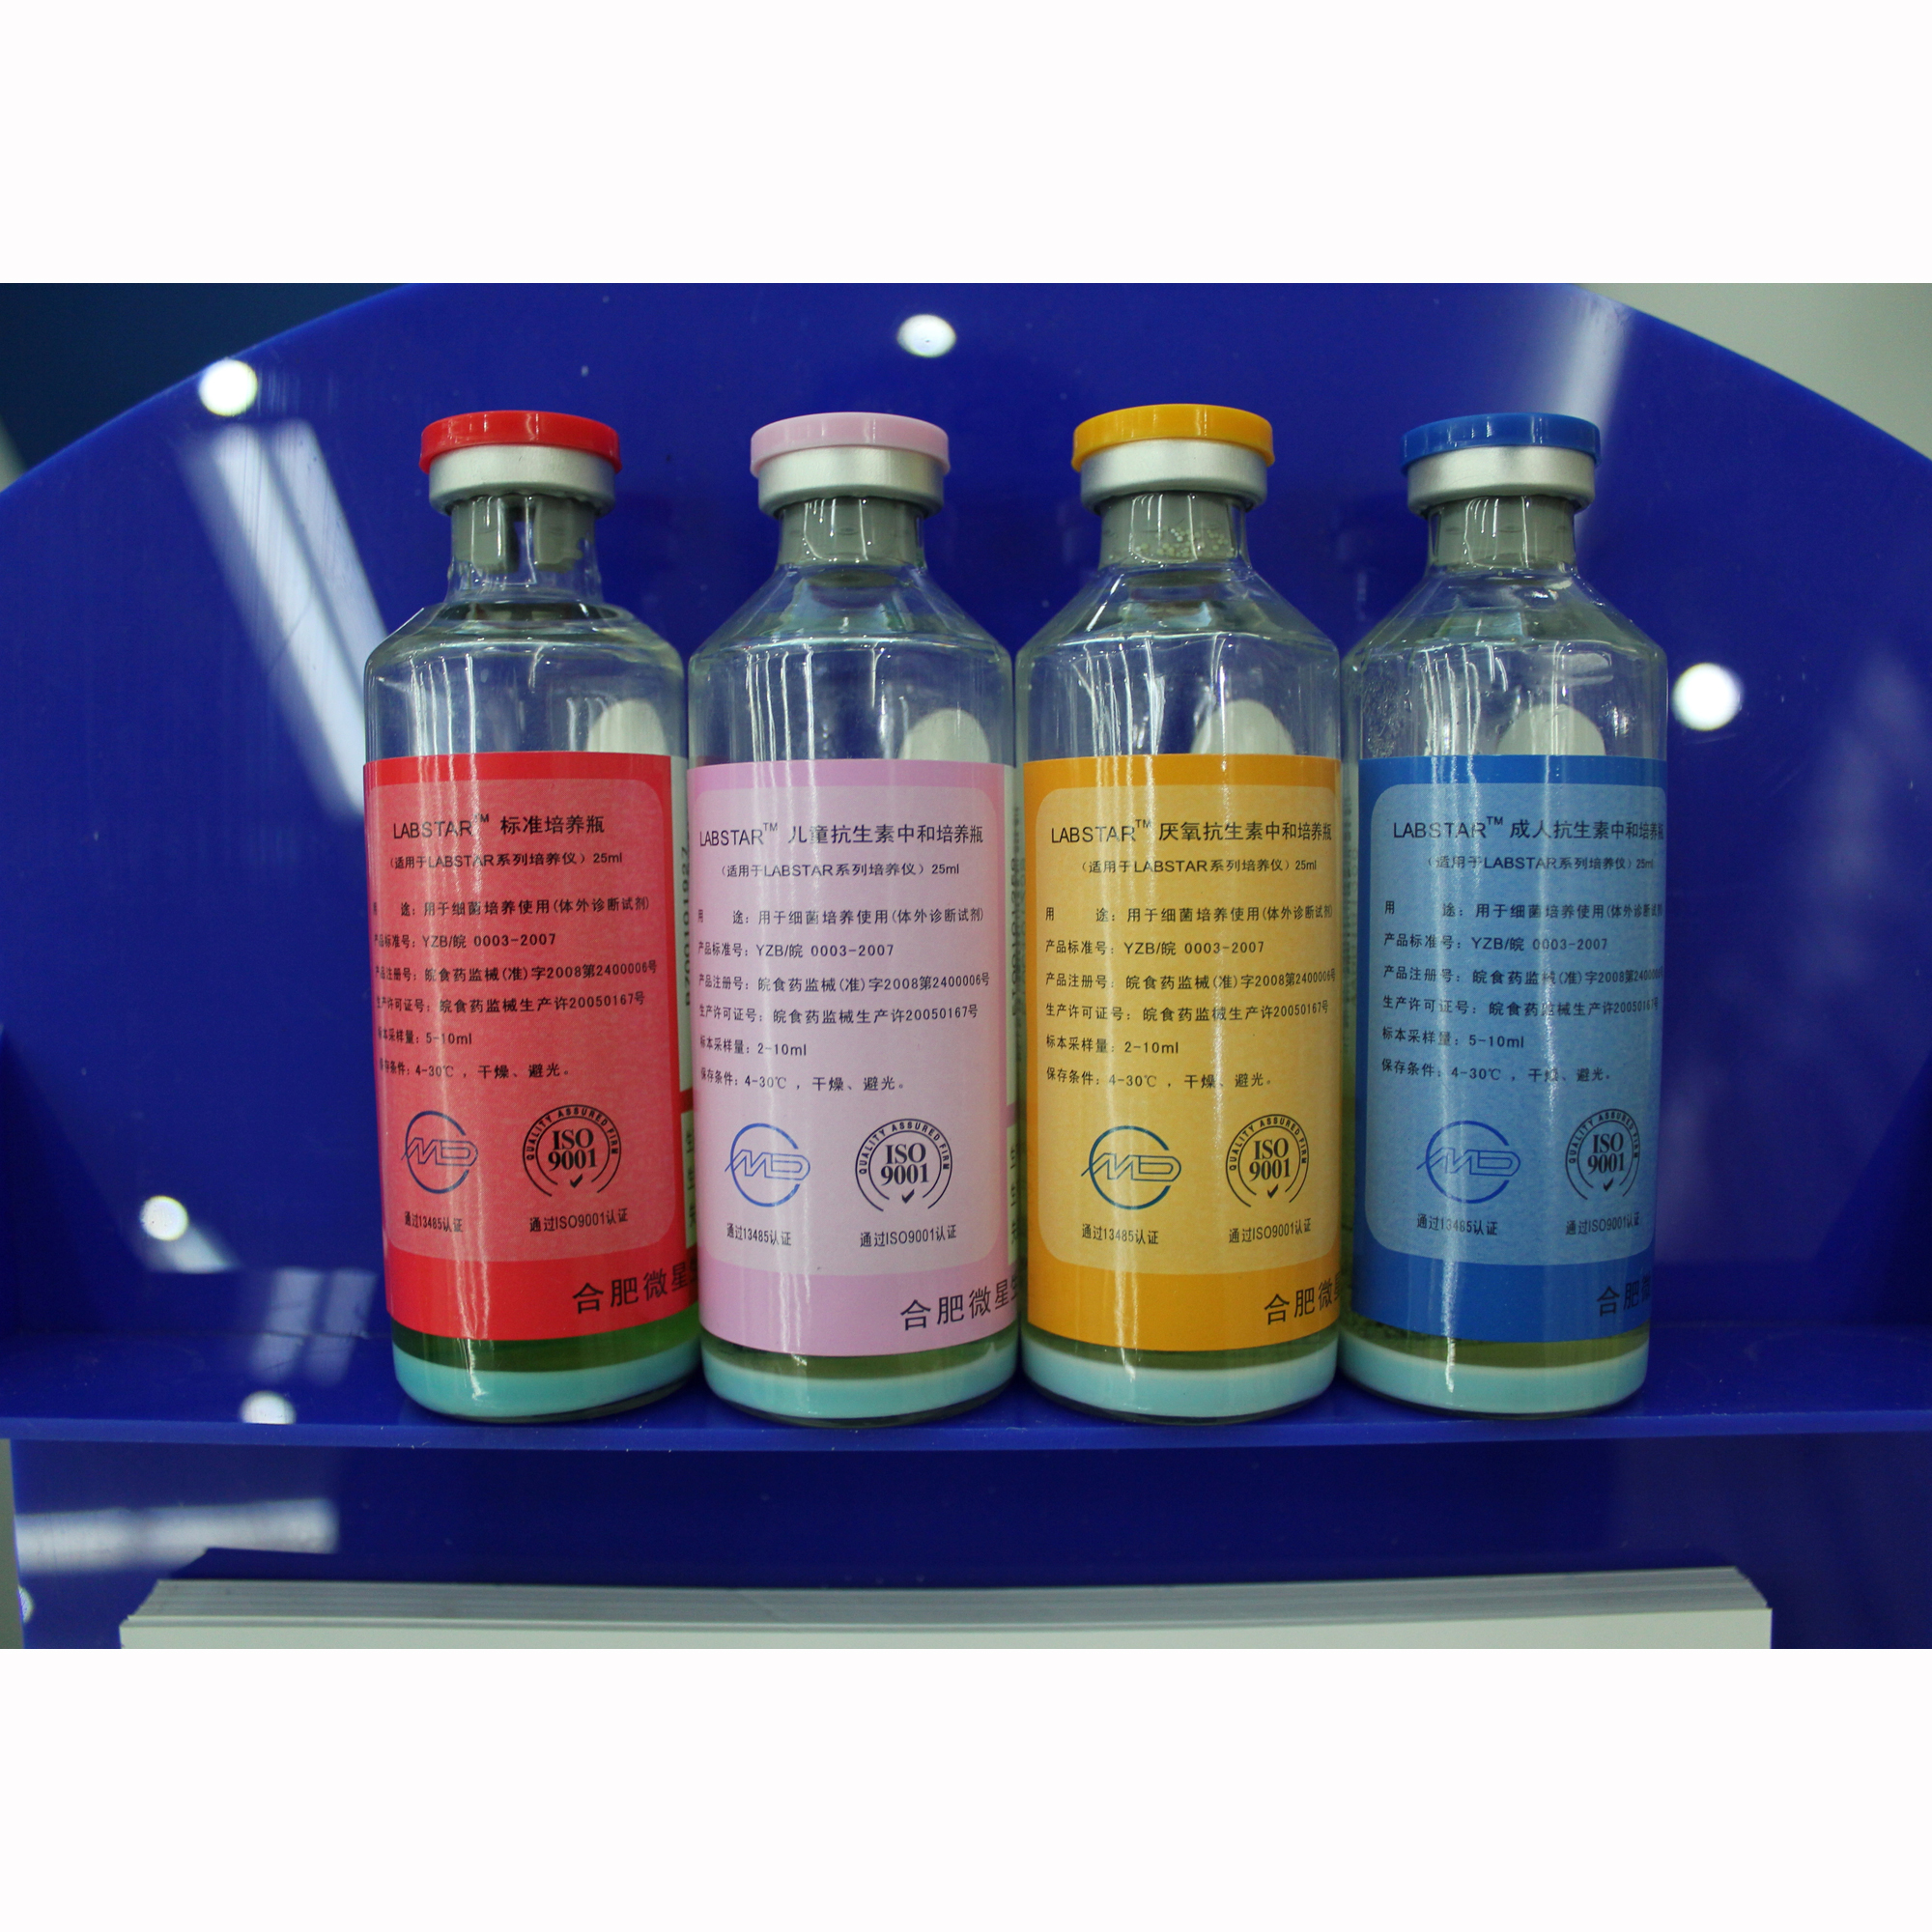 LABSTAR™ 标准培养瓶
（适用于LABSTAR系列培养仪）25ml
用 途：用于细菌培养使用(体外诊断试剂)
产品标准号：YZB/皖 0003-2007
产品注册号：皖食药监械(准)字2008第2400006号
生产许可证号：皖食药监械生产许20050167号
标本采样量：5-10ml
保存条件：4-30℃ ，干燥、避光。
QUALITY ASSURED FIRM
ISO
9001
通过13485认证
通过ISO9001认证
合肥微星
LABSTAR™ 儿童抗生素中和培养瓶
（适用于LABSTAR系列培养仪）25ml
用 途：用于细菌培养使用(体外诊断试剂)
产品标准号：YZB/皖 0003-2007
产品注册号：皖食药监械(准)字2008第2400006号
生产许可证号：皖食药监械生产许20050167号
标本采样量：2-10ml
保存条件：4-30℃ ，干燥、避光。
QUALITY ASSURED FIRM
ISO
9001
通过13485认证
通过ISO9001认证
合肥微星
LABSTAR™ 厌氧抗生素中和培养瓶
（适用于LABSTAR系列培养仪）25ml
用 途：用于细菌培养使用(体外诊断试剂)
产品标准号：YZB/皖 0003-2007
产品注册号：皖食药监械(准)字2008第2400006号
生产许可证号：皖食药监械生产许20050167号
标本采样量：2-10ml
保存条件：4-30℃ ，干燥、避光。
QUALITY ASSURED FIRM
ISO
9001
通过13485认证
通过ISO9001认证
合肥微星
LABSTAR™ 成人抗生素中和培养瓶
（适用于LABSTAR系列培养仪）25ml
用 途：用于细菌培养使用(体外诊断试剂
产品标准号：YZB/皖 0003-2007
产品注册号：皖食药监械(准)字2008第2400006号
生产许可证号：皖食药监械生产许20050167号
标本采样量：5-10ml
保存条件：4-30℃ ，干燥、避光。
QUALITY ASSURED FIRM
ISO
9001
通过13485认证
通过ISO9001认证
合肥微